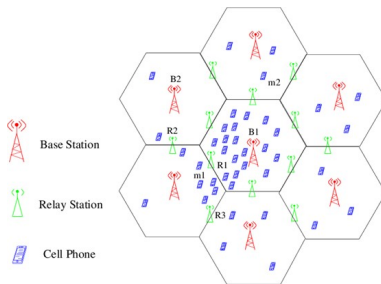 B2
m2
R2
B1
R1
m1
R3
Base Station
Relay Station
Cell Phone